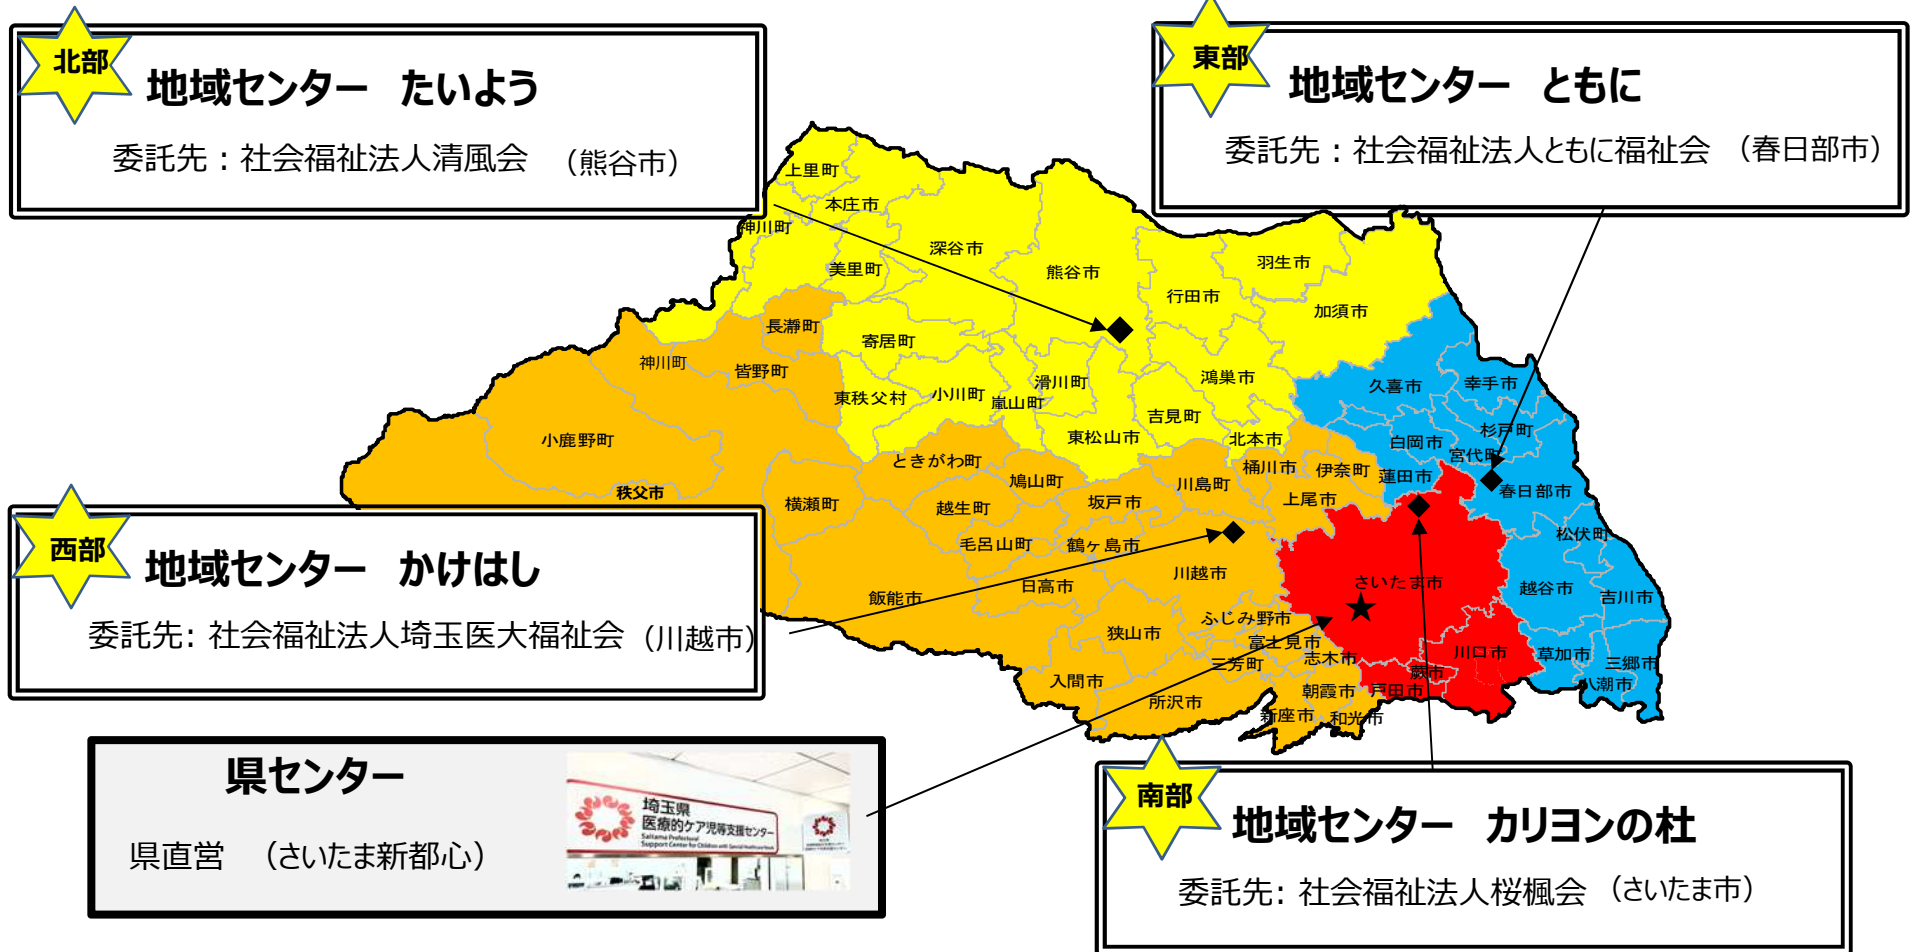 北部
地域センター　たいよう
委託先：社会福祉法人清風会　（熊谷市）
東部
地域センター　ともに
委託先：社会福祉法人ともに福祉会　（春日部市）
上里町
本庄市
神川町
深谷市
美里町
熊谷市
羽生市
行田市
加須市
長瀞町
寄居町
神川町
皆野町
滑川町
鴻巣市
久喜市
幸手市
東秩父村
小川町
嵐山町
吉見町
小鹿野町
東松山市
北本市
白岡市
杉戸町
宮代町
ときがわ町
桶川市
伊奈町
蓮田市
鳩山町
川島町
秩父市
横瀬町
越生町
坂戸市
上尾市
春日部市
毛呂山町
鶴ヶ島市
松伏町
川越市
さいたま市
日高市
飯能市
越谷市
吉川市
ふじみ野市
狭山市
富士見市
三芳町
志木市
川口市
草加市
三郷市
蕨市
入間市
朝霞市
戸田市
八潮市
所沢市
新座市
和光市
西部
地域センター　かけはし
委託先：社会福祉法人埼玉医大福祉会（川越市）
県センター
県直営　（さいたま新都心）
埼玉県
医療的ケア児等支援センター
Saitama Prefectural
Support Center for Children with Special Healthcare Needs
南部
地域センター　カリヨンの杜
委託先：社会福祉法人桜楓会　（さいたま市）